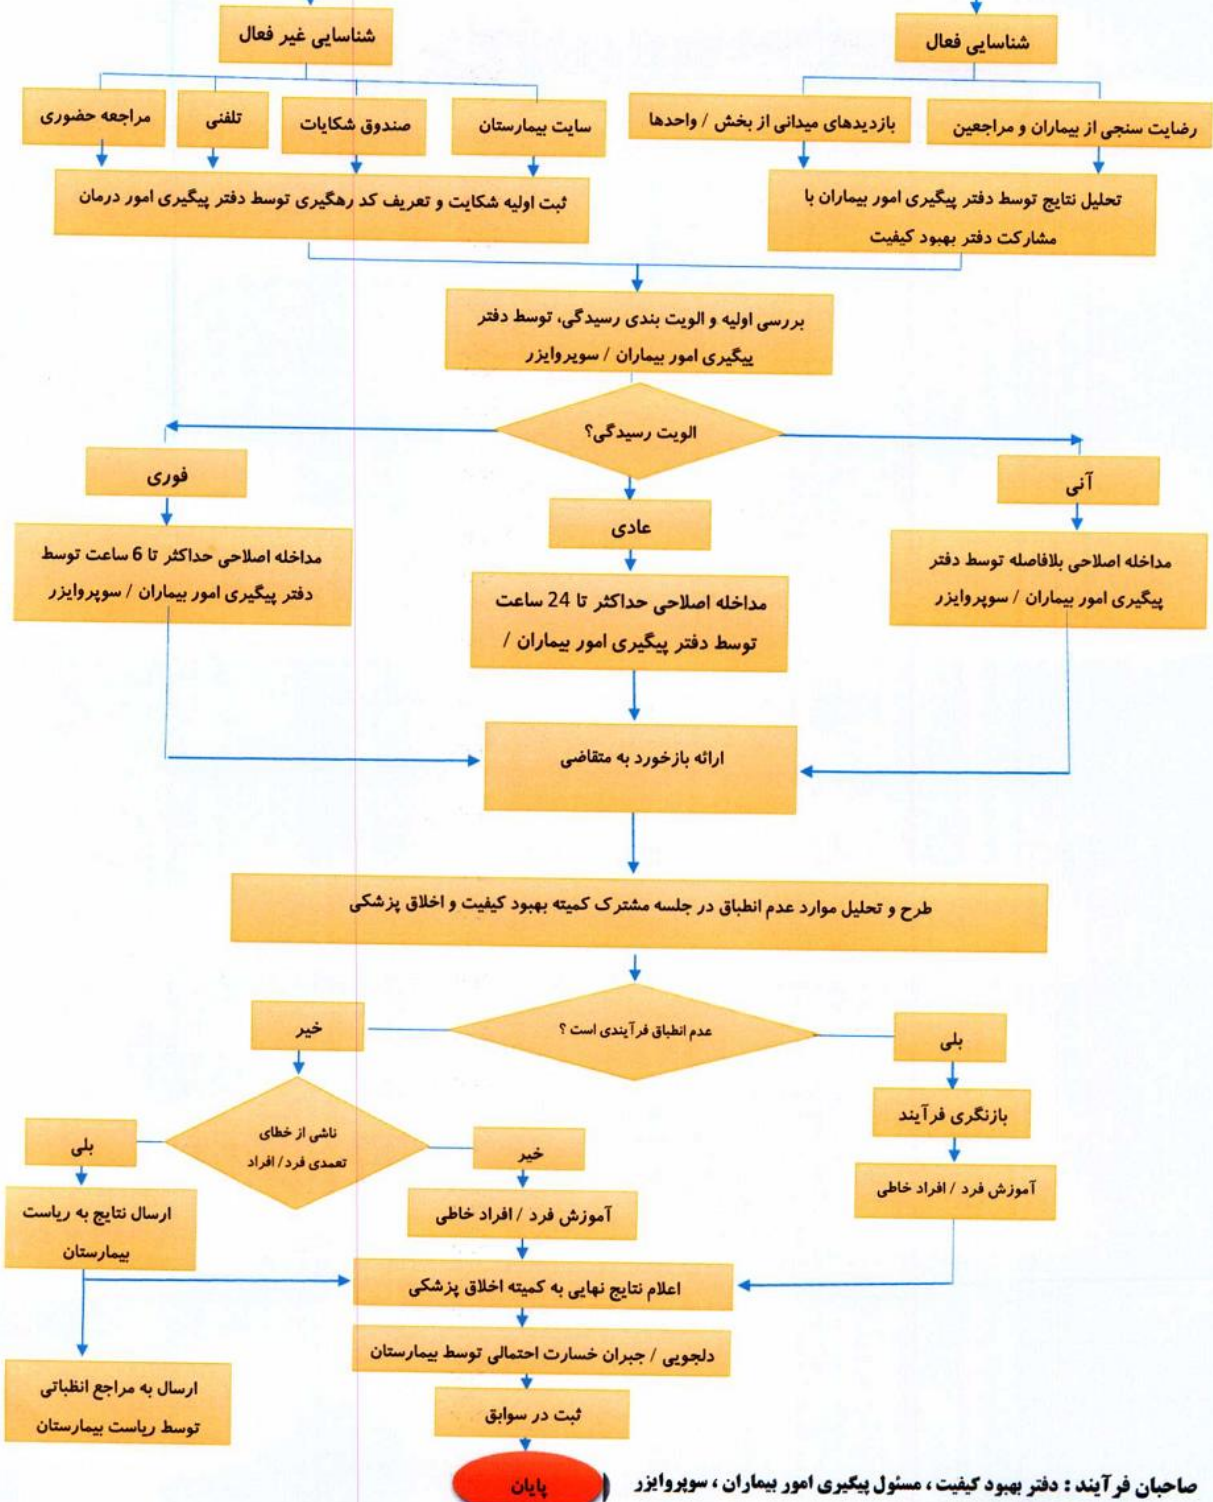 شناسایی فعال
شناسایی غیر فعال
رضایت سنجی از بیماران و مراجعین
بازدیدهای میدانی از بخش / واحدها
سایت بیمارستان
صندوق شکایات
تلفنی
مراجعه حضوری
تحلیل نتایج توسط دفتر پیگیری امور بیماران با
مشارکت دفتر بهبود کیفیت
ثبت اولیه شکایت و تعریف کد رهگیری توسط دفتر پیگیری امور درمان
بررسی اولیه و الویت بندی رسیدگی، توسط دفتر
پیگیری امور بیماران / سوپروایزر
الویت رسیدگی؟
آنی
عادی
فوری
مداخله اصلاحی بلافاصله توسط دفتر
پیگیری امور بیماران / سوپروایزر
مداخله اصلاحی حداکثر تا 24 ساعت
توسط دفتر پیگیری امور بیماران /
مداخله اصلاحی حداکثر تا 6 ساعت توسط
دفتر پیگیری امور بیماران / سوپروایزر
ارائه بازخورد به متقاضی
طرح و تحلیل موارد عدم انطباق در جلسه مشترک کمیته بهبود کیفیت و اخلاق پزشکی
عدم انطباق فرآیندی است ؟
بلی
خیر
بازنگری فرآیند
آموزش فرد / افراد خاطی
ناشی از خطای
تعمدی فرد/ افراد
خیر
بلی
آموزش فرد / افراد خاطی
ارسال نتایج به ریاست
بیمارستان
اعلام نتایج نهایی به کمیته اخلاق پزشکی
دلجویی / جبران خسارت احتمالی توسط بیمارستان
ارسال به مراجع انظباتی
توسط ریاست بیمارستان
ثبت در سوابق
پایان
صاحبان فرآیند : دفتر بهبود کیفیت ، مسئول پیگیری امور بیماران ، سوپروایزر